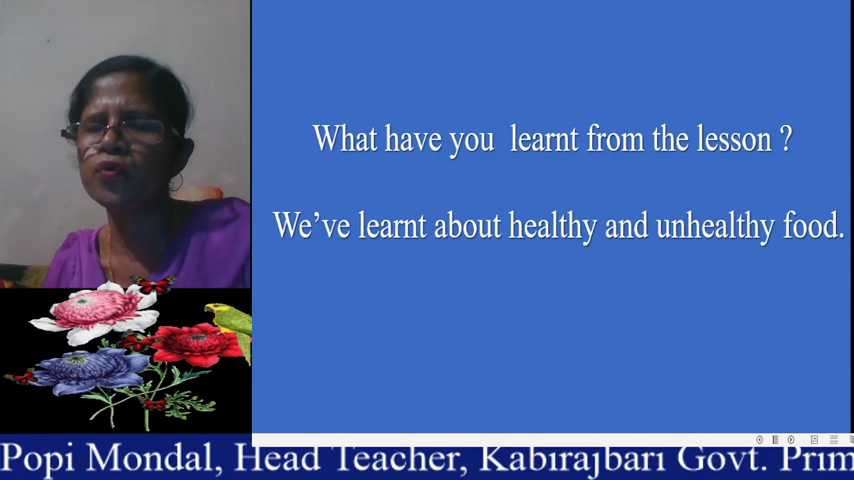 What have you learnt from the lesson ?
We've learnt about healthy and unhealthy food.
Popi Mondal, Head Teacher, Kabirajbari Govt. Prim